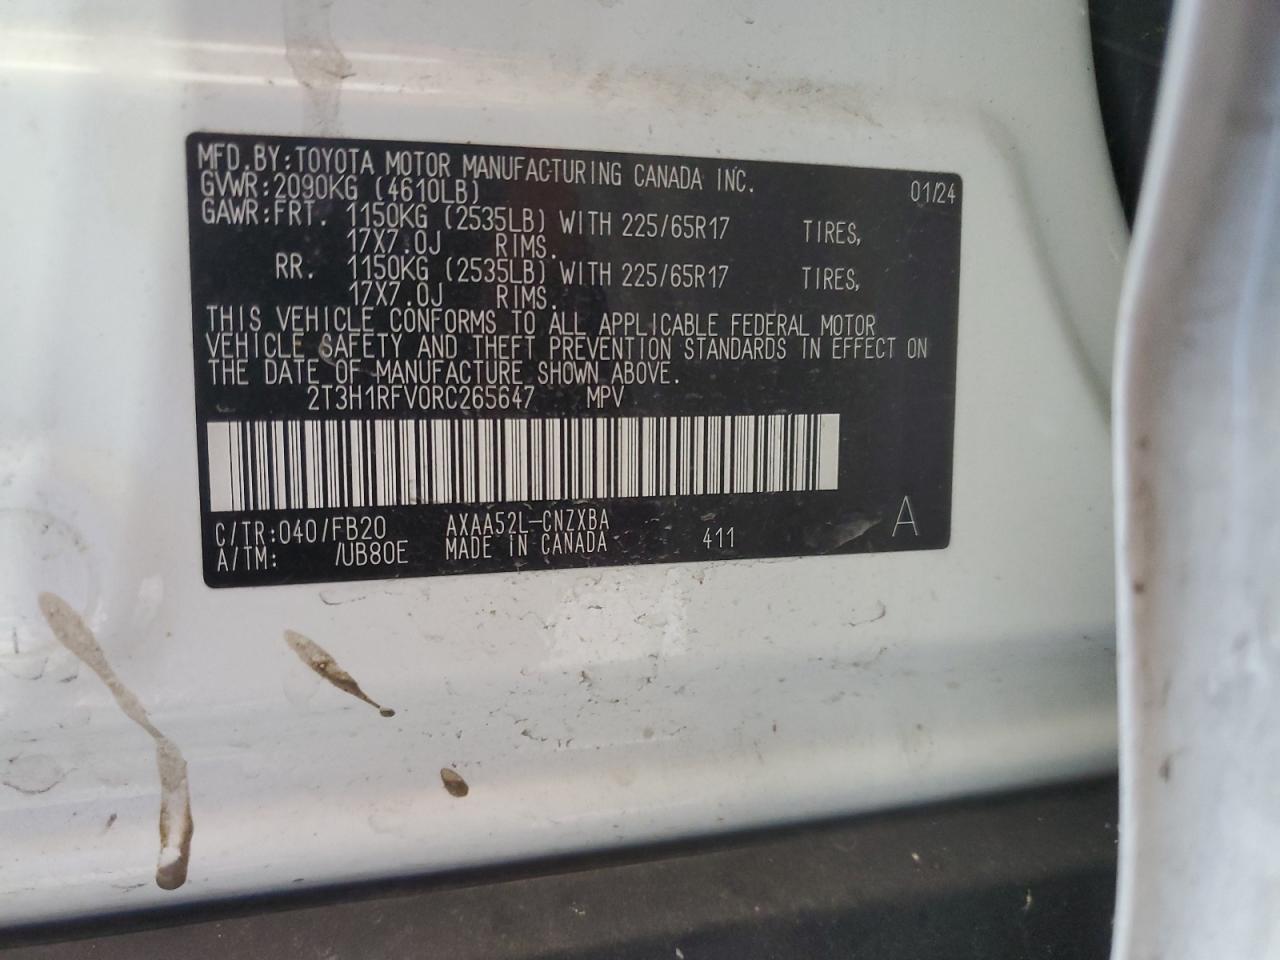 MFD.BY:TOYOTA MOTOR MANUFACTURING CANADA INC. 01/24
GVWR:2090KG (4610LB)
GAWR:FRT. 1150KG (2535LB) WITH 225/65R17 TIRES,
17X7.0J RIMS.
RR. 1150KG (2535LB) WITH 225/65R17 TIRES,
17X7.0J RIMS.
THIS VEHICLE CONFORMS TO ALL APPLICABLE FEDERAL MOTOR
VEHICLE SAFETY AND THEFT PREVENTION STANDARDS IN EFFECT ON
THE DATE OF MANUFACTURE SHOWN ABOVE.
2T3H1RFV0RC265647 MPV
C/TR:040/FB20 AXAA52L-CNZXBA
A/TM: /UB80E MADE IN CANADA 411 A